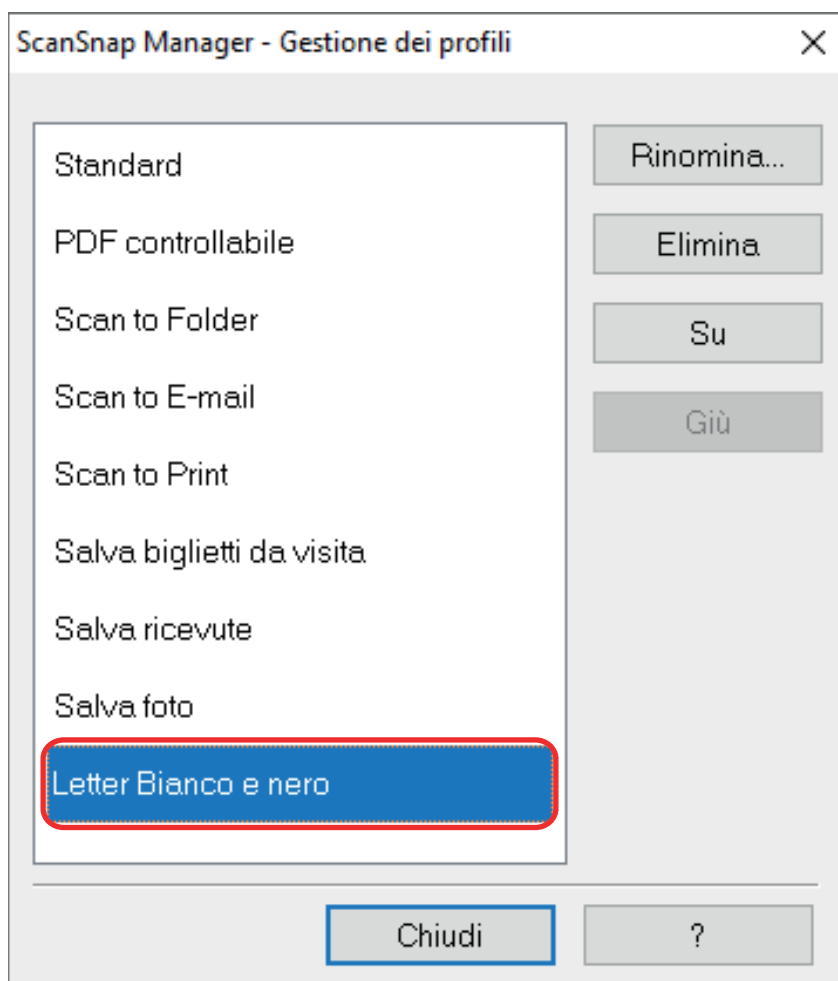 ScanSnap Manager - Gestione dei profili
Standard
PDF controllabile
Scan to Folder
Scan to E-mail
Scan to Print
Salva biglietti da visita
Salva ricevute
Salva foto
Letter Bianco e nero
Rinomina...
Elimina
Su
Giù
Chiudi
?